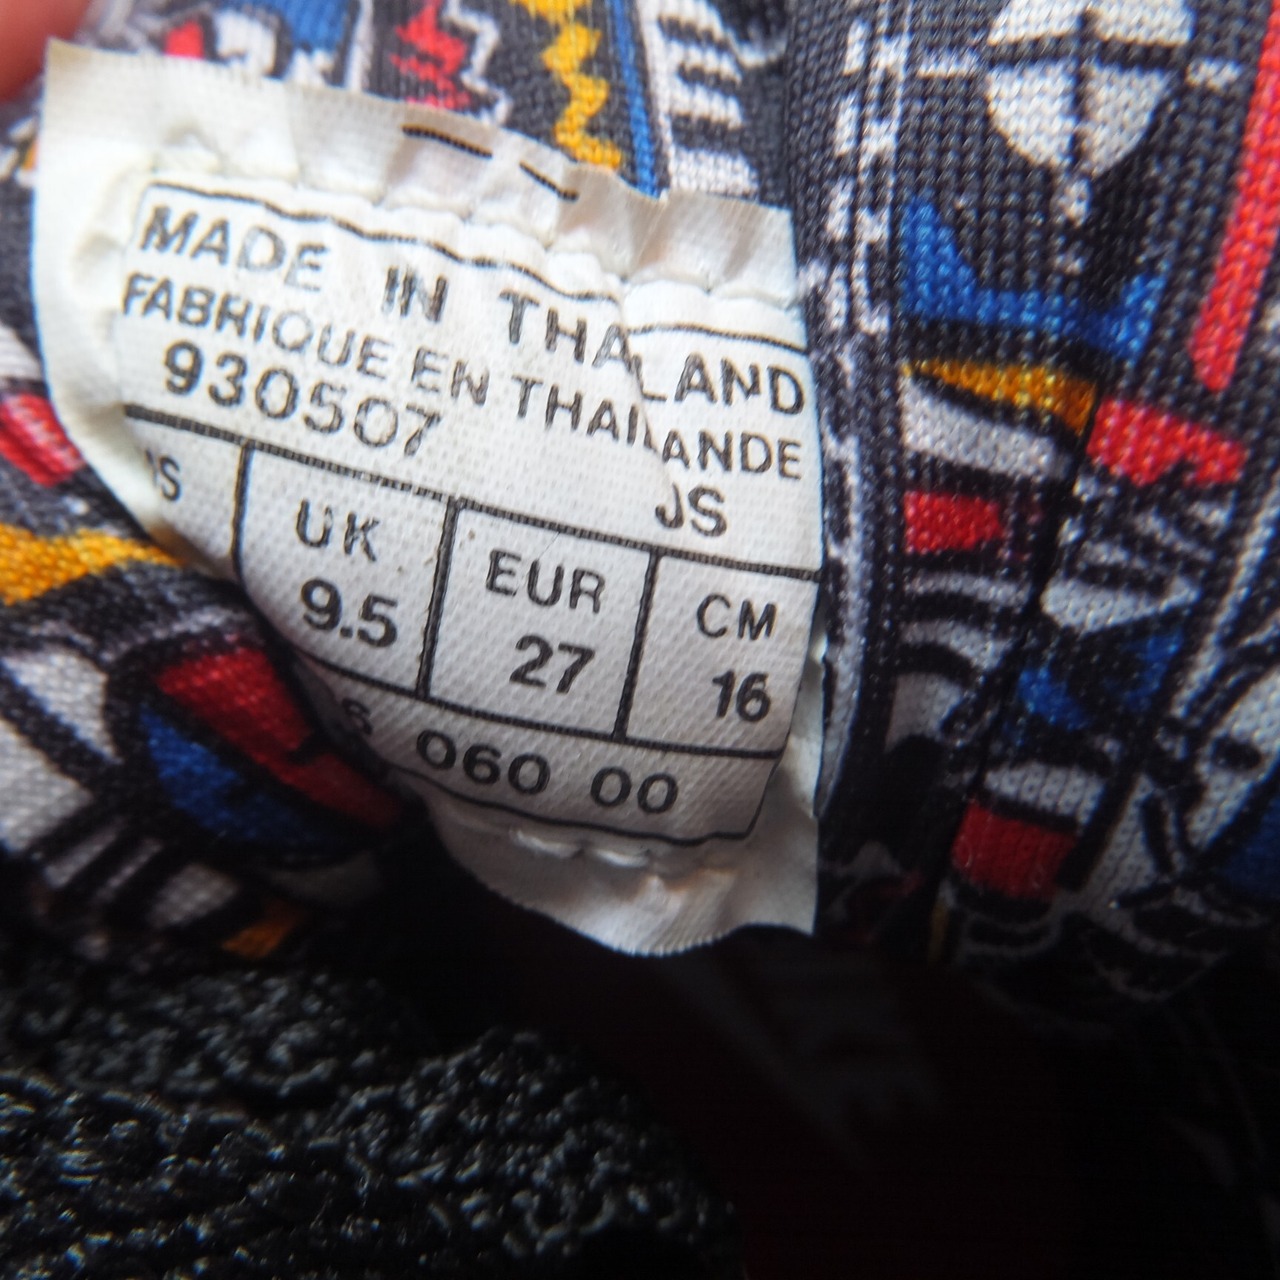 MADE IN THAILAND
FABRIQUE EN THAILANDE
930507 JS
UK EUR CM
9.5 27 16
060 00